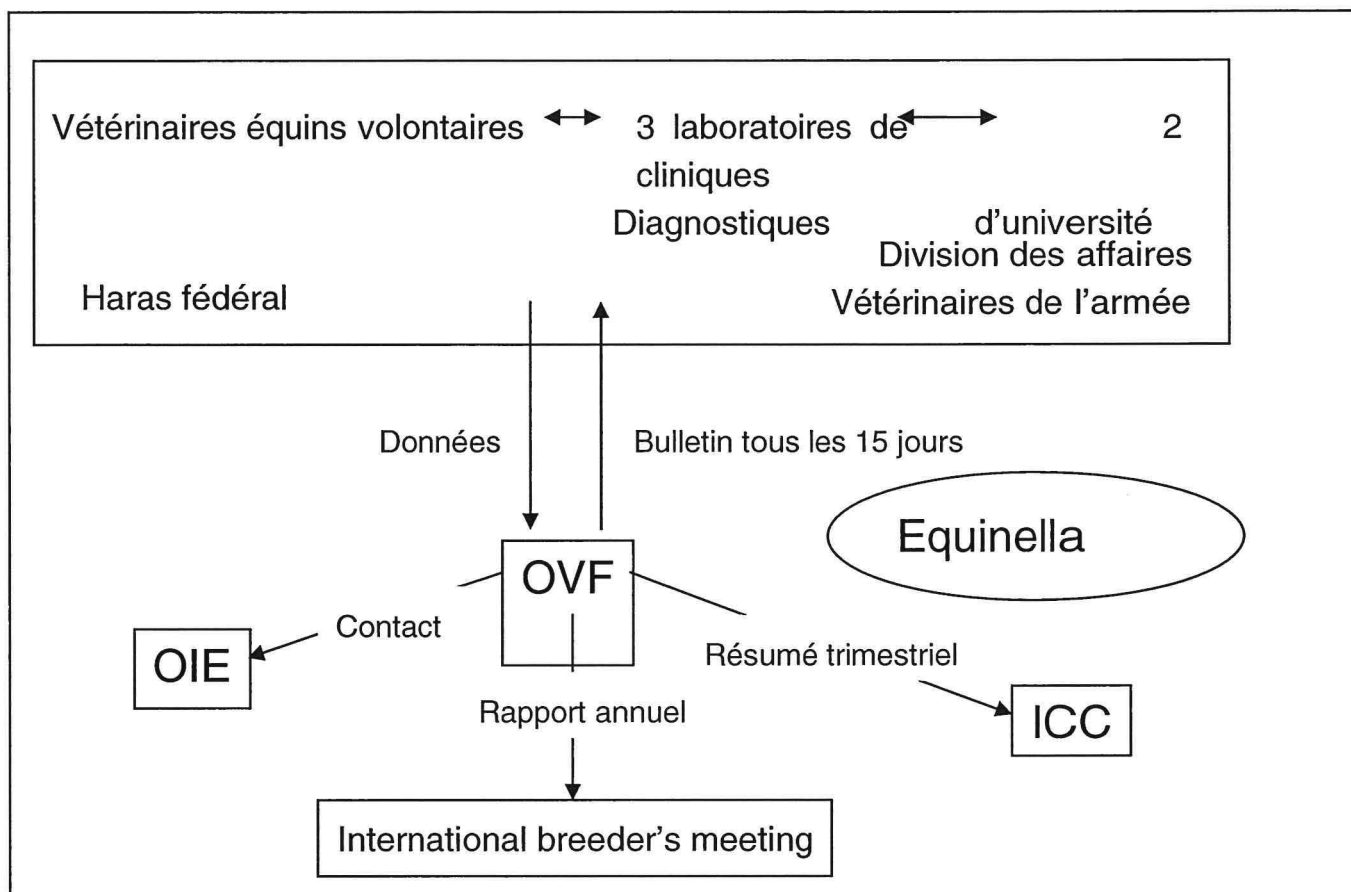 Vétérinaires équins volontaires 3 laboratoires de 2
cliniques
Diagnostiques d'université
Division des affaires
Haras fédéral Vétérinaires de l'armée
Données Bulletin tous les 15 jours
Equinella
OVF
Contact
OIE
Résumé trimestriel
Rapport annuel
ICC
International breeder's meeting